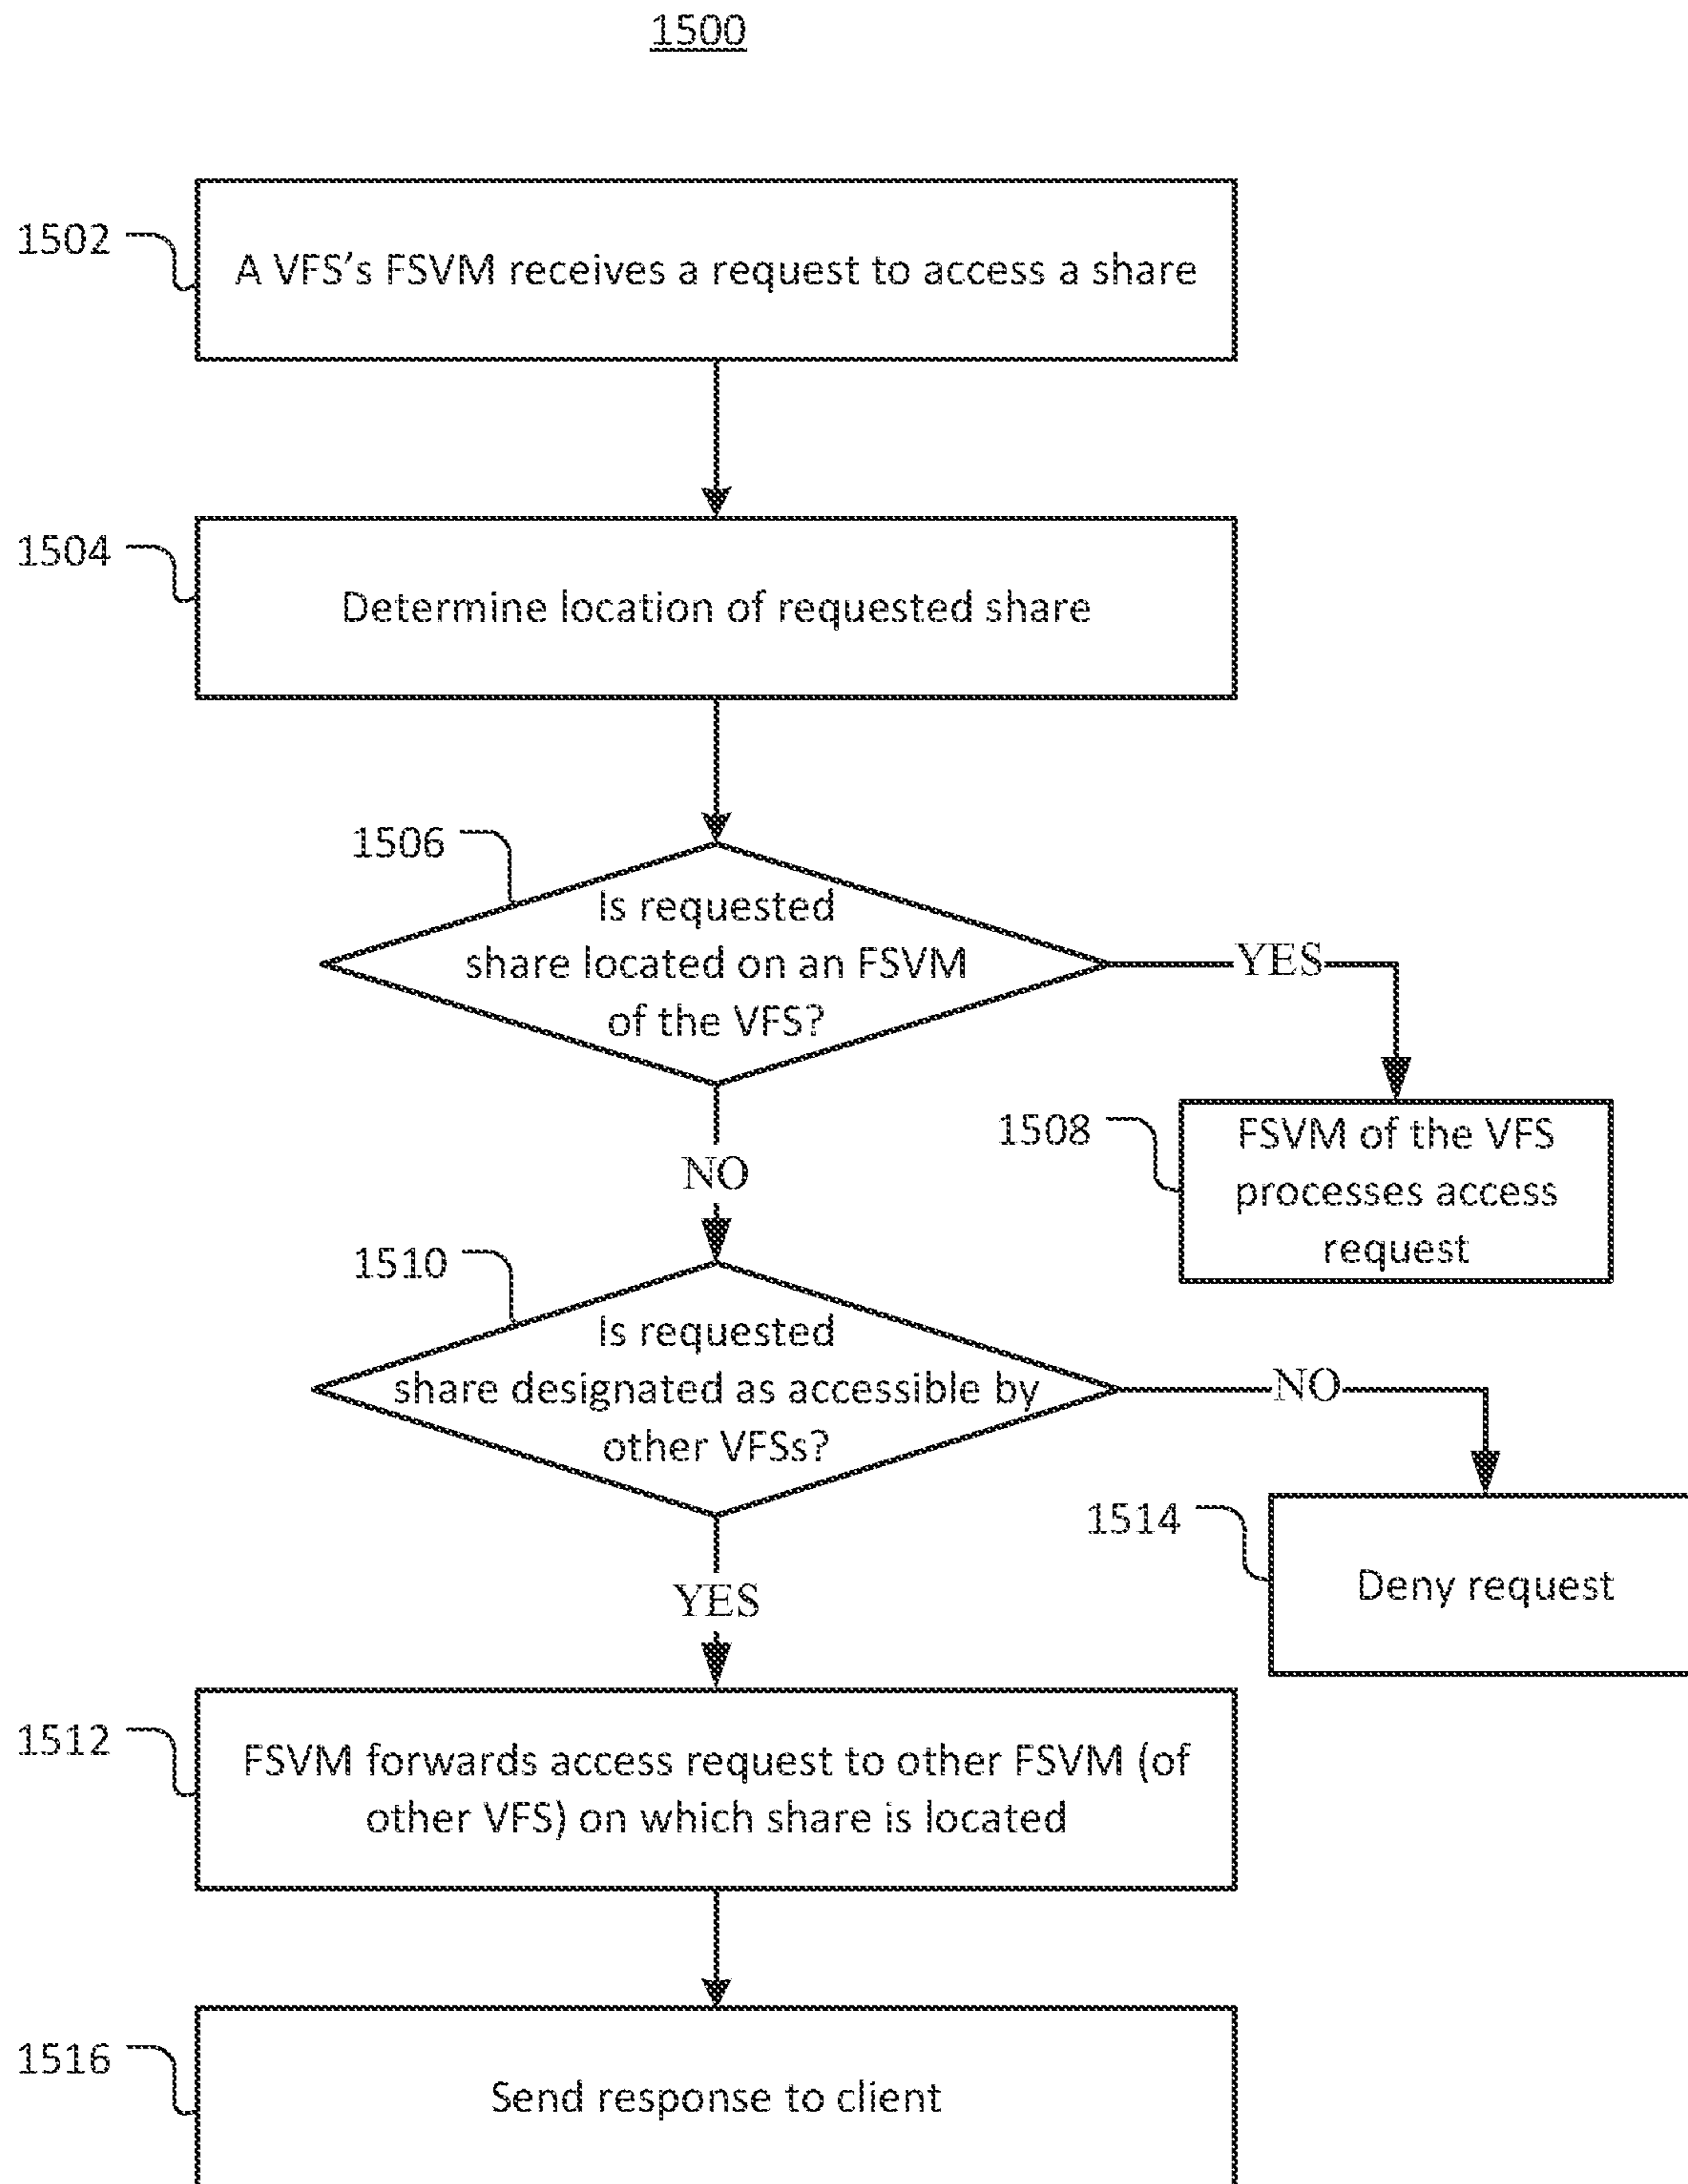 1500
1502
A VFS's FSVM receives a request to access a share
1504
Determine location of requested share
1506
Is requested
share located on an FSVM
of the VFS?
YES
1508
FSVM of the VFS
processes access
request
NO
1510
Is requested
share designated as accessible by
other VFSs?
NO
1514
Deny request
YES
1512
FSVM forwards access request to other FSVM (of
other VFS) on which share is located
1516
Send response to client